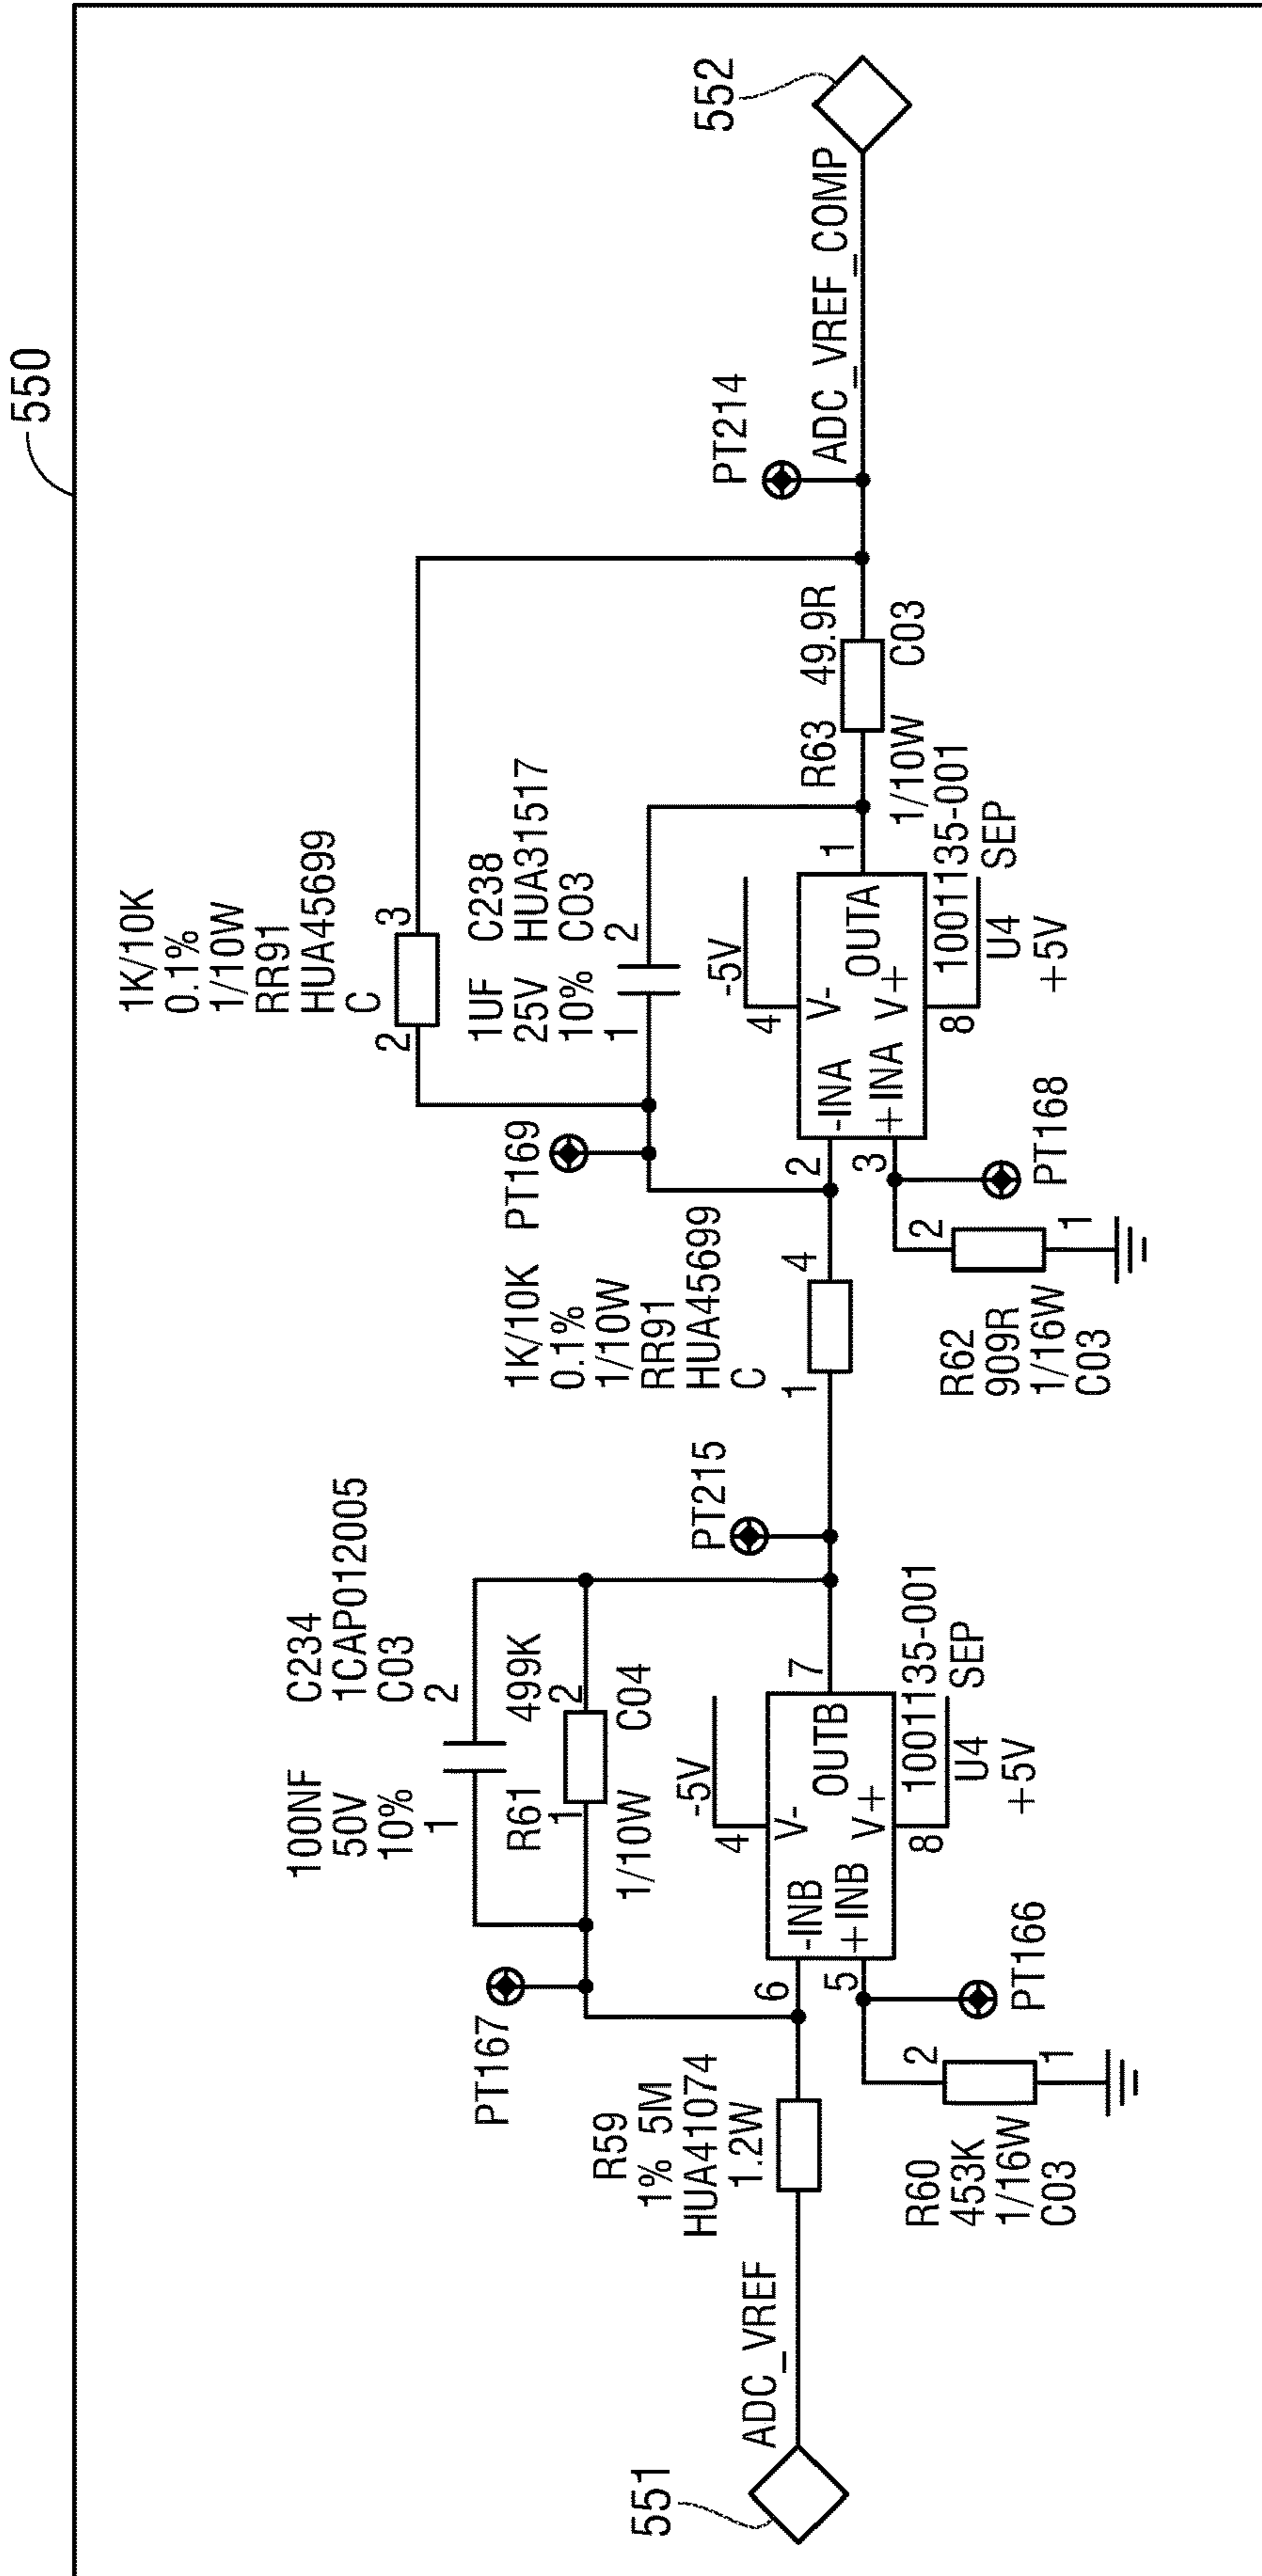 550
552
ADC_VREF_COMP
PT214
1K/10K
0.1%
1/10W
RR91
HUA45699
C
2
3
1UF C238
25V HUA31517
10% CO3
1
2
R63 49.9R
1/10W C03
PT169
-5V
4
V-
-INA
OUTA
+INA V+
2
3
1
8
1001135-001
U4 SEP
+5V
PT168
1K/10K
0.1%
1/10W
RR91
HUA45699
C
1
4
2
1
R62
909R
1/16W
C03
PT215
100NF C234
50V 1CAP012005
10% C03
1
2
R61 499K
1
2
1/10W C04
PT167
-5V
4
V-
-INB
OUTB
+INB V+
6
5
7
8
1001135-001
U4 SEP
+5V
PT166
R59
1% 5M
HUA41074
1.2W
2
1
R60
453K
1/16W
C03
ADC_VREF
551